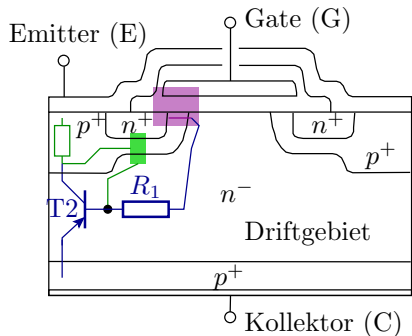 Gate (G)
Emitter (E)
p⁺ n⁺ n⁺
p⁺
R₁ n⁻
T2
Driftgebiet
p⁺
Kollektor (C)